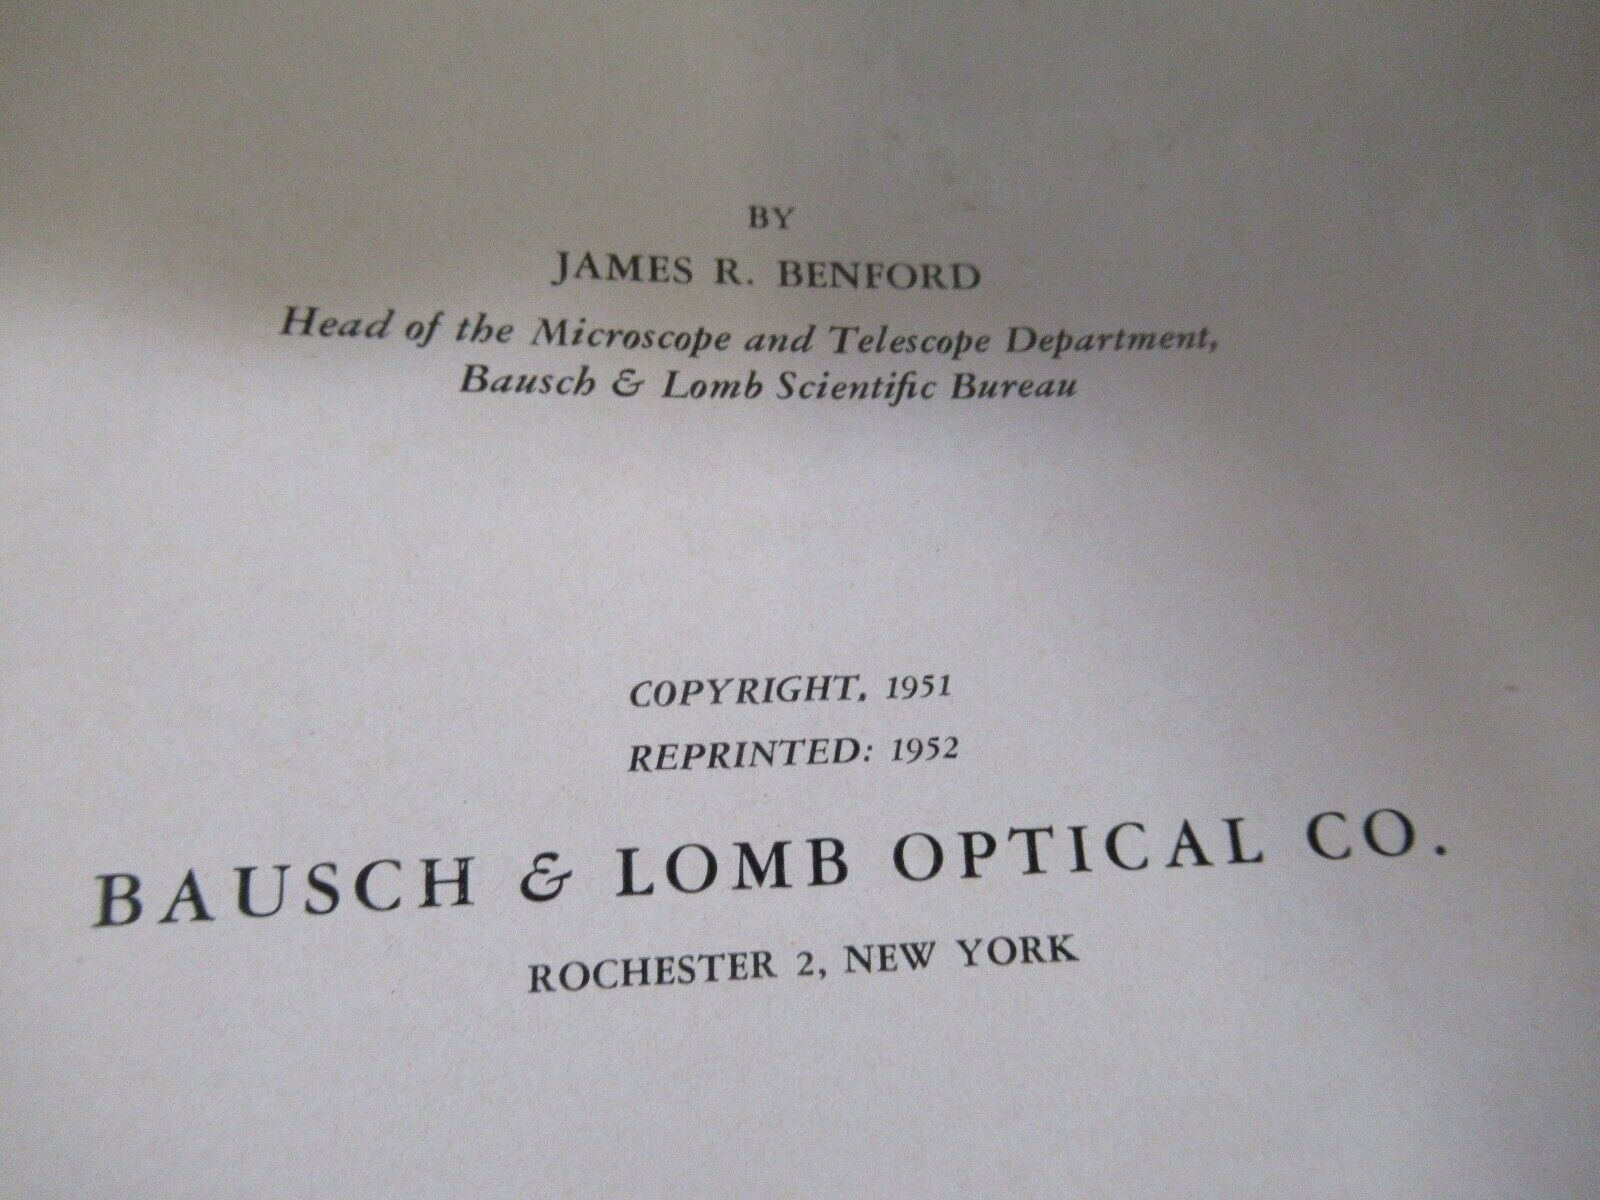 BY
JAMES R. BENFORD
Head of the Microscope and Telescope Department,
Bausch & Lomb Scientific Bureau
COPYRIGHT, 1951
REPRINTED: 1952
BAUSCH & LOMB OPTICAL CO.
ROCHESTER 2, NEW YORK